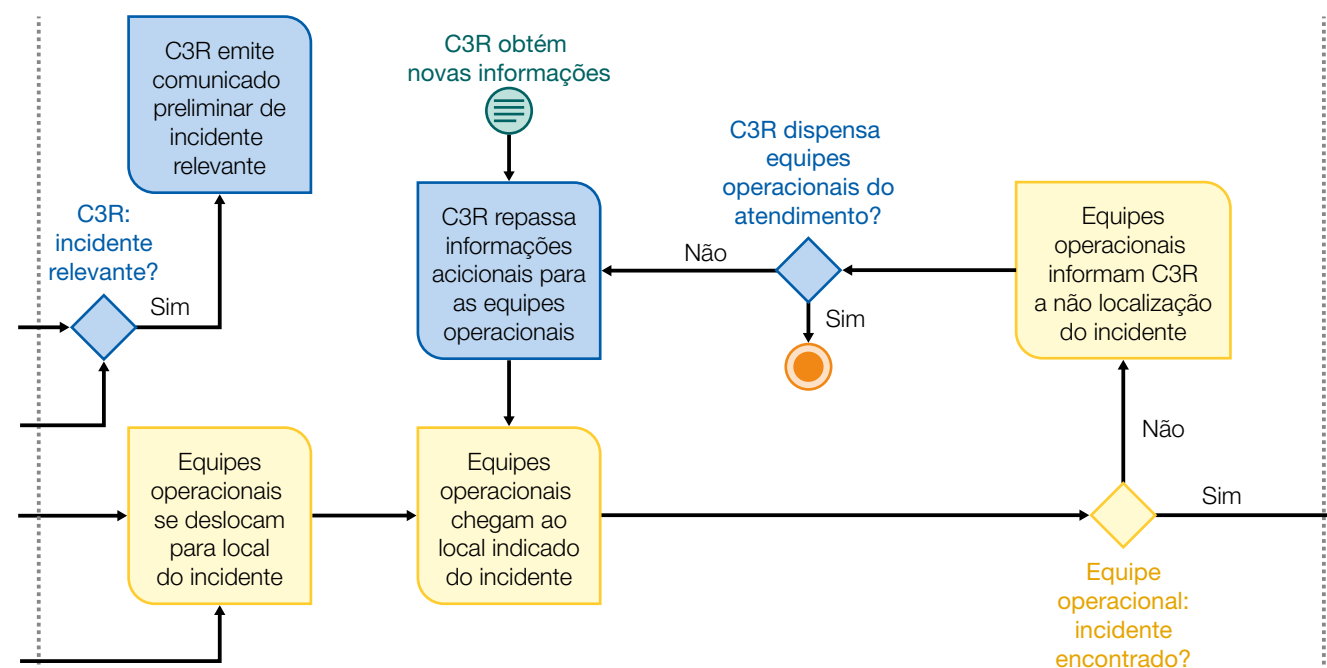 C3R emite
comunicado
preliminar de
incidente
relevante
C3R obtém
novas informações
C3R dispensa
equipes
operacionais do
atendimento?
C3R:
incidente
relevante?
Sim
C3R repassa
informações
acicionais para
as equipes
operacionais
Não
Sim
Equipes
operacionais
informam C3R
a não localização
do incidente
Equipes
operacionais
se deslocam
para local
do incidente
Equipes
operacionais
chegam ao
local indicado
do incidente
Não
Sim
Equipe
operacional:
incidente
encontrado?